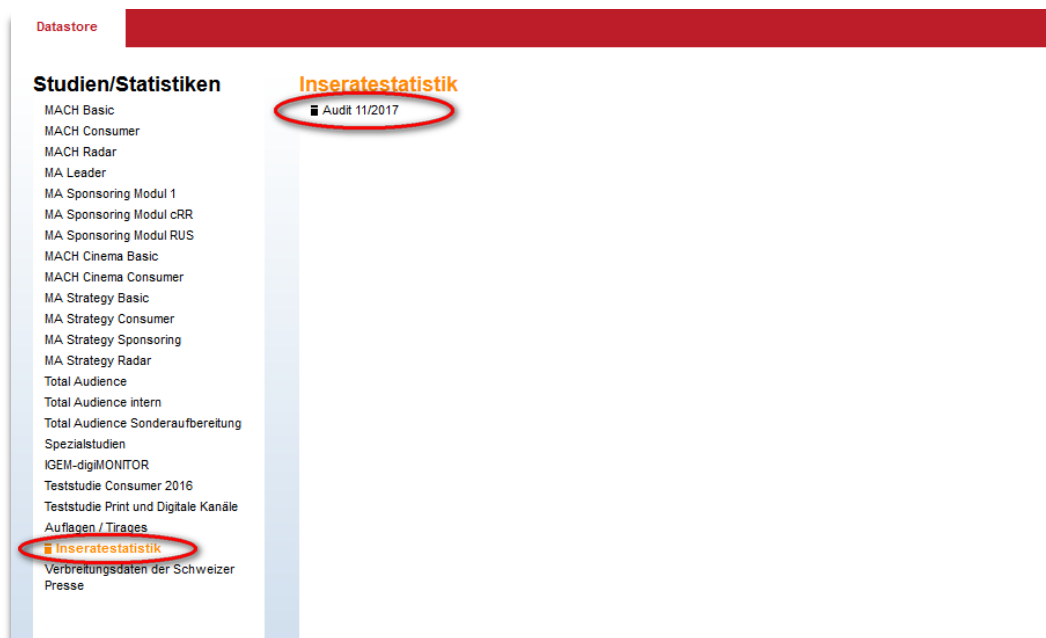 Datastore
Studien/Statistiken
MACH Basic
MACH Consumer
MACH Radar
MA Leader
MA Sponsoring Modul 1
MA Sponsoring Modul cRR
MA Sponsoring Modul RUS
MACH Cinema Basic
MACH Cinema Consumer
MA Strategy Basic
MA Strategy Consumer
MA Strategy Sponsoring
MA Strategy Radar
Total Audience
Total Audience intern
Total Audience Sonderaufbereitung
Spezialstudien
IGEM-digiMONITOR
Teststudie Consumer 2016
Teststudie Print und Digitale Kanäle
Auflagen / Tirages
Inseratestatistik
Verbreitungsdaten der Schweizer
Presse
Inseratestatistik
Audit 11/2017